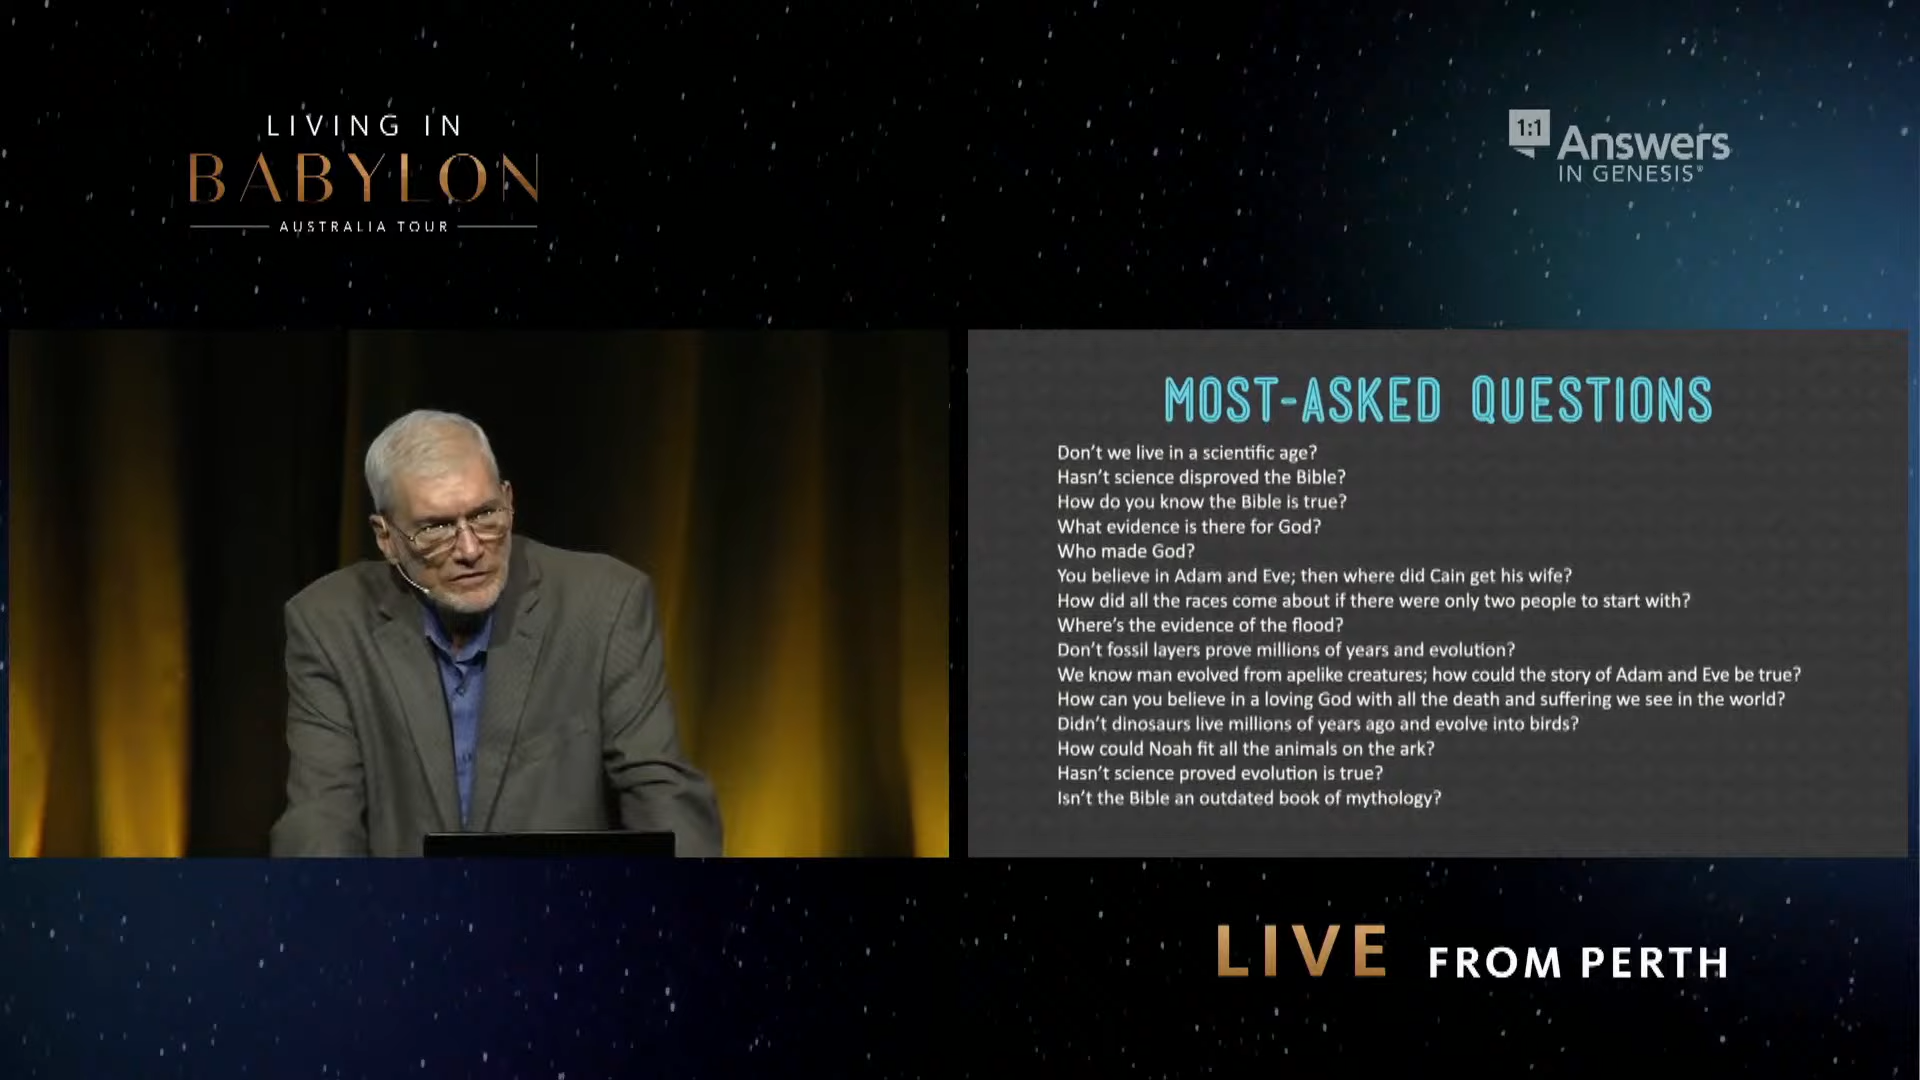 LIVING IN
BABYLON
AUSTRALIA TOUR
1:1
Answers
IN GENESIS®
MOST-ASKED QUESTIONS
Don't we live in a scientific age?
Hasn't science disproved the Bible?
How do you know the Bible is true?
What evidence is there for God?
Who made God?
You believe in Adam and Eve; then where did Cain get his wife?
How did all the races come about if there were only two people to start with?
Where's the evidence of the flood?
Don't fossil layers prove millions of years and evolution?
We know man evolved from apelike creatures; how could the story of Adam and Eve be true?
How can you believe in a loving God with all the death and suffering we see in the world?
Didn't dinosaurs live millions of years ago and evolve into birds?
How could Noah fit all the animals on the ark?
Hasn't science proved evolution is true?
Isn't the Bible an outdated book of mythology?
LIVE FROM PERTH